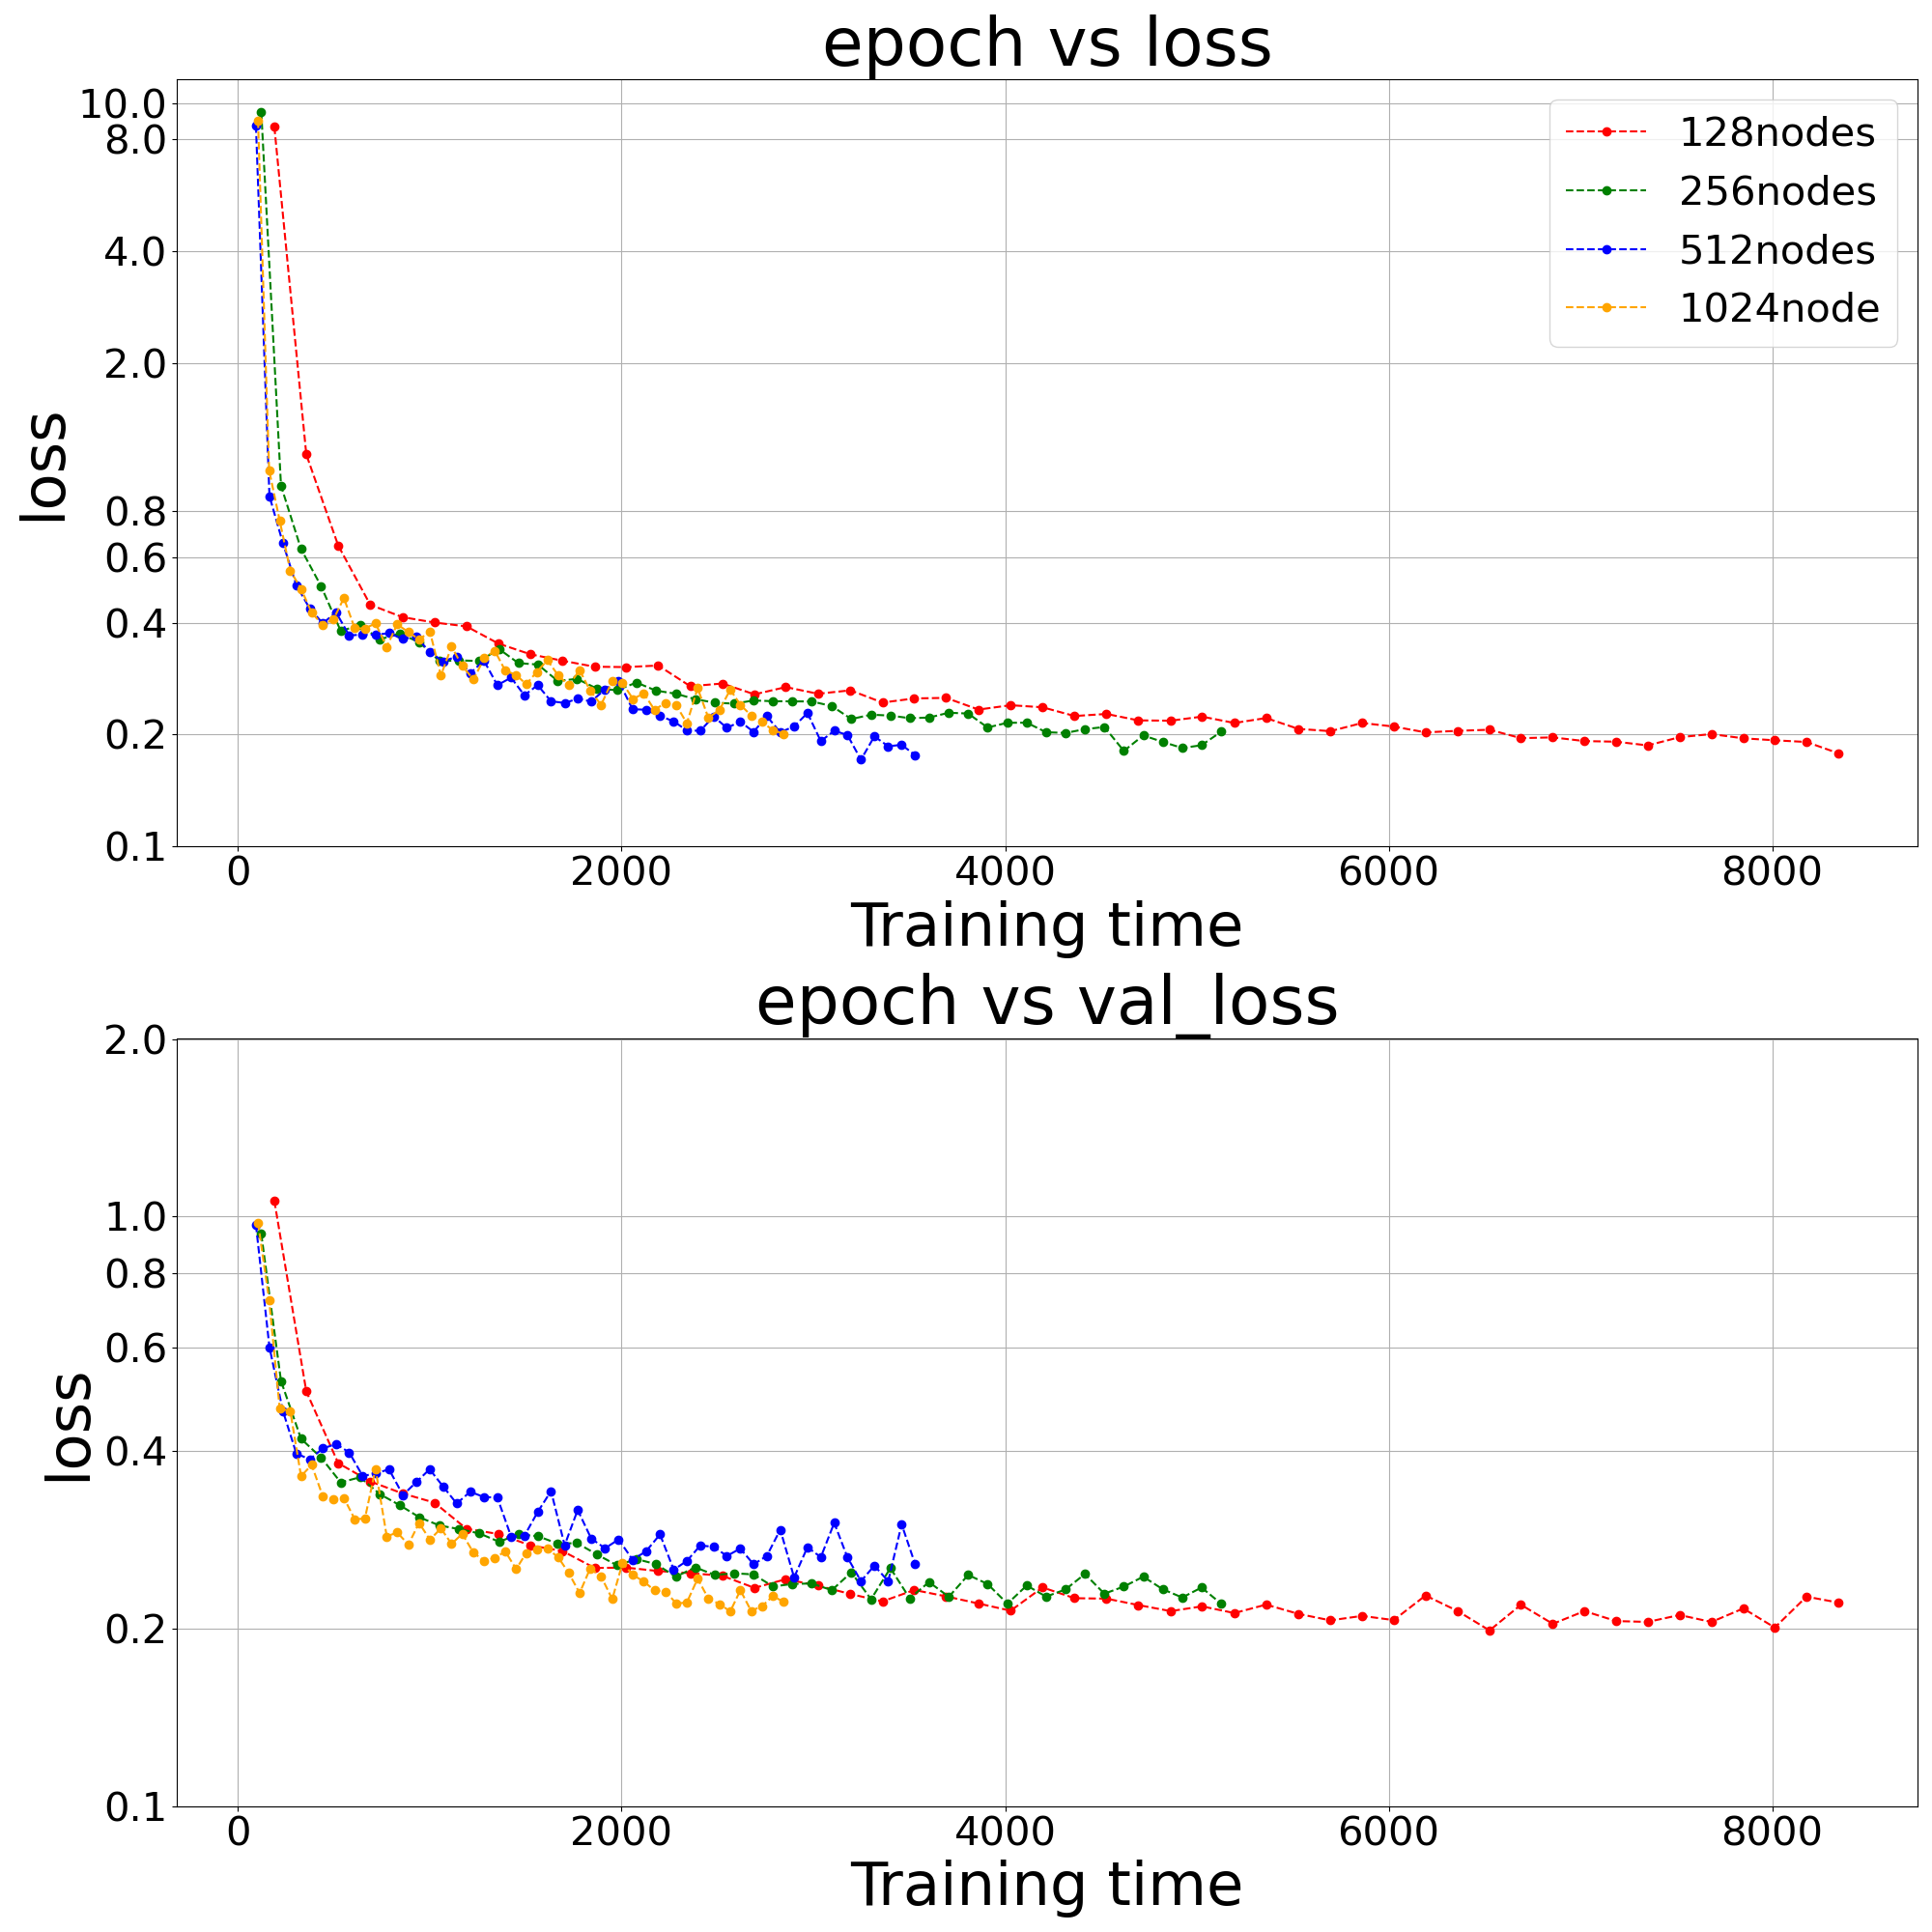 epoch vs loss
10.0
8.0
4.0
2.0
0.8
0.6
0.4
0.2
0.1
loss
128nodes
256nodes
512nodes
1024node
0 2000 4000 6000 8000
Training time
epoch vs val_loss
2.0
1.0
0.8
0.6
0.4
0.2
0.1
loss
0 2000 4000 6000 8000
Training time